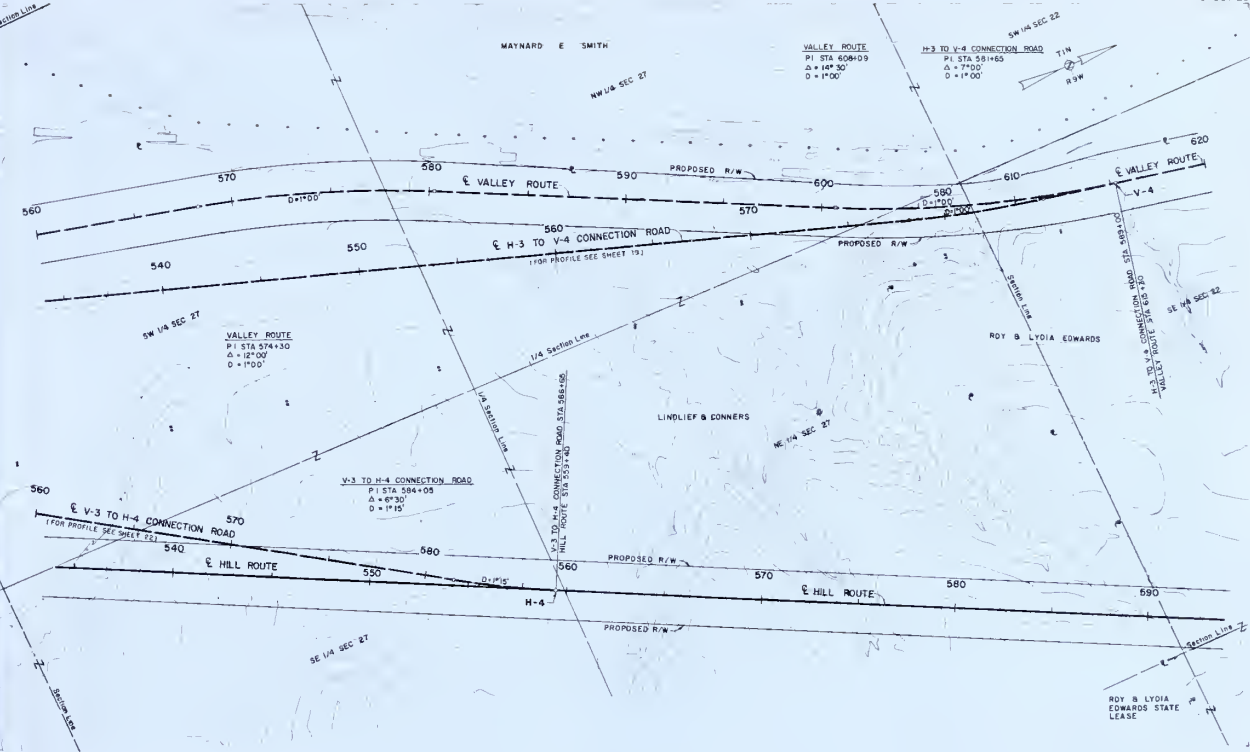 Section Line
MAYNARD E SMITH
NW 1/4 SEC 27
VALLEY ROUTE
PI STA 608+09
Δ = 14° 30'
D = 1°00'
H-3 TO V-4 CONNECTION ROAD
PI STA 581+65
Δ = 7°00'
D = 1°00'
SW 1/4 SEC 22
T1N
R9W
560
570
580
590
600
610
620
℄ VALLEY ROUTE
PROPOSED R/W
D=1°00'
D=1°00'
D=1°00'
℄ VALLEY ROUTE
V-4
540
550
560
570
580
℄ H-3 TO V-4 CONNECTION ROAD
(FOR PROFILE SEE SHEET 19)
PROPOSED R/W
H-3 TO V-4 CONNECTION ROAD STA 589+00
VALLEY ROUTE STA 615+20
SE 1/4 SEC 22
SW 1/4 SEC 27
VALLEY ROUTE
PI STA 574+30
Δ = 12°00'
D = 1°00'
1/4 Section Line
1/4 Section Line
Section Line
ROY & LYDIA EDWARDS
LINDLIEF & CONNERS
NE 1/4 SEC 27
V-3 TO H-4 CONNECTION ROAD STA 586+68
HILL ROUTE STA 559+40
V-3 TO H-4 CONNECTION ROAD
PI STA 584+05
Δ = 6°30'
D = 1°15'
560
570
580
℄ V-3 TO H-4 CONNECTION ROAD
(FOR PROFILE SEE SHEET 22)
540
550
560
570
580
590
℄ HILL ROUTE
D=1°15'
H-4
PROPOSED R/W
℄ HILL ROUTE
PROPOSED R/W
SE 1/4 SEC 27
Section Line
Section Line
ROY & LYDIA
EDWARDS STATE
LEASE